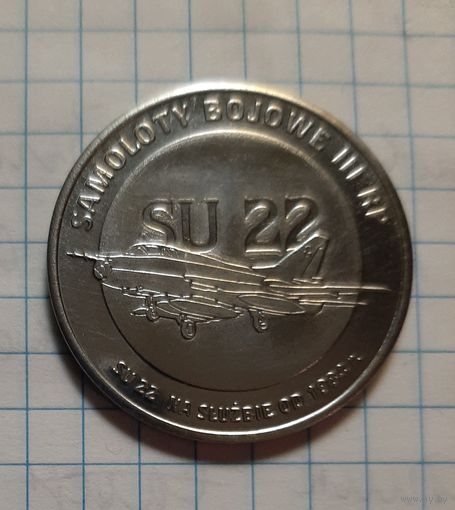 SAMOLOTY BOJOWE III RP
SU 22
SU 22 NA SŁUŻBIE OD